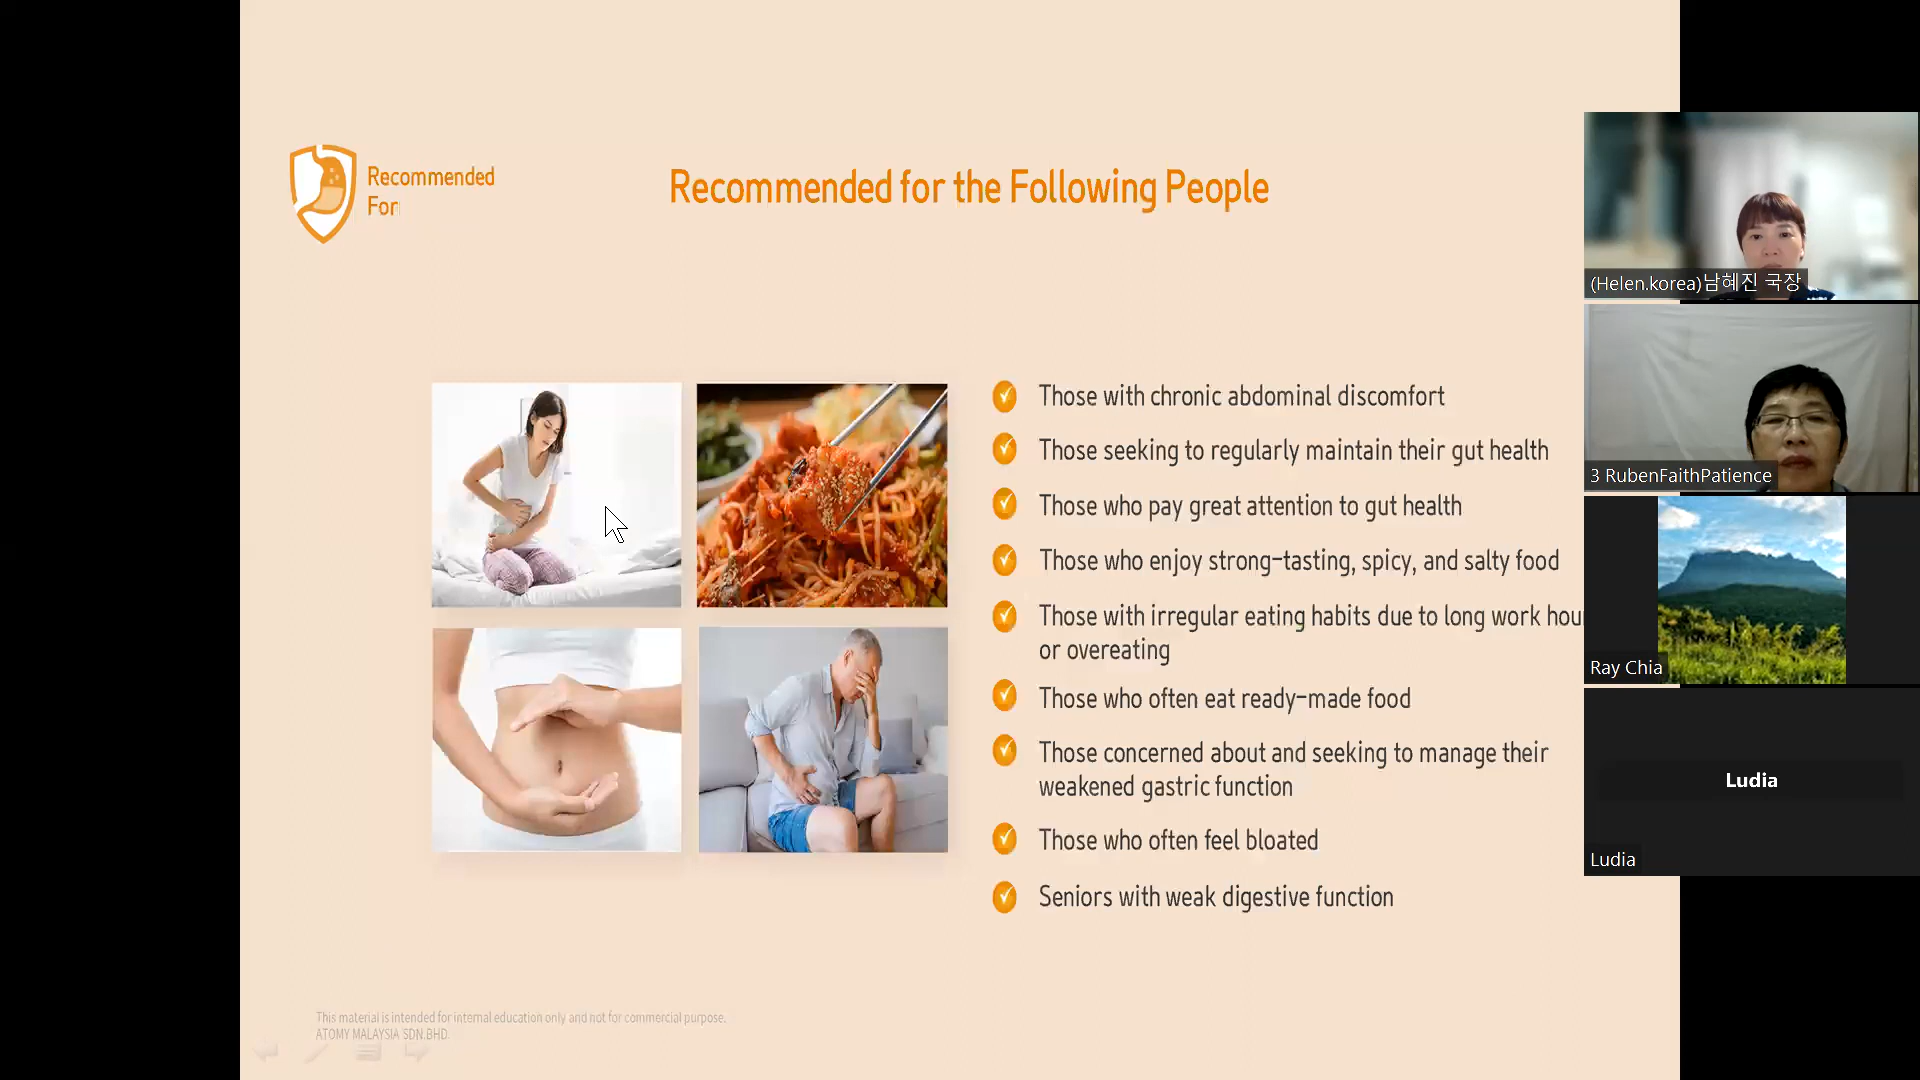 Recommended
For
Recommended for the Following People
Those with chronic abdominal discomfort
Those seeking to regularly maintain their gut health
Those who pay great attention to gut health
Those who enjoy strong-tasting, spicy, and salty food
Those with irregular eating habits due to long work hou
or overeating
Those who often eat ready-made food
Those concerned about and seeking to manage their
weakened gastric function
Those who often feel bloated
Seniors with weak digestive function
This material is intended for internal education only and not for commercial purpose.
ATOMY MALAYSIA SDN.BHD.
(Helen.korea)남혜진 국장
3 RubenFaithPatience
Ray Chia
Ludia
Ludia